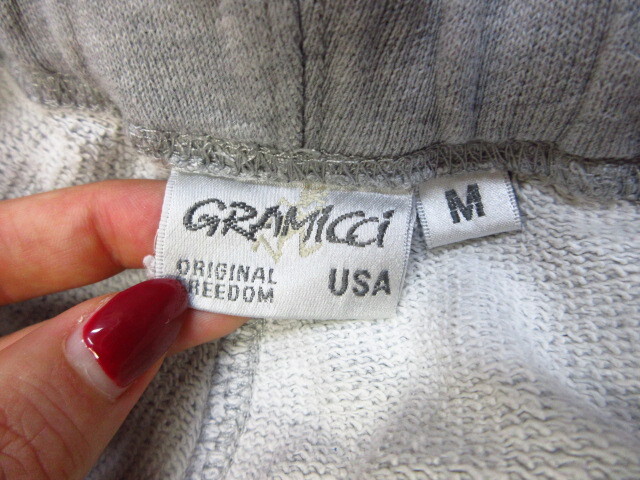 GRAMICCi
ORIGINAL
FREEDOM
USA
M